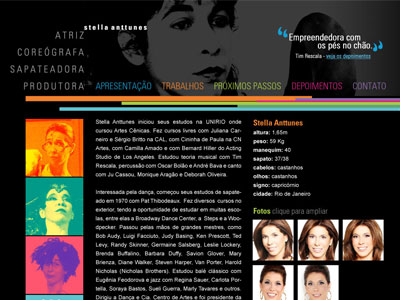 stella anttunes
ATRIZ
COREÓGRAFA
SAPATEADORA
PRODUTORA
“Empreendedora com
os pés no chão.”
Tim Rescala - veja os depoimentos
APRESENTAÇÃO TRABALHOS PRÓXIMOS PASSOS DEPOIMENTOS CONTATO
Stella Anttunes iniciou seus estudos na UNIRIO onde
cursou Artes Cênicas. Fez cursos livres com Juliana Car-
neiro e Sérgio Brito na CAL, com Cininha de Paula na CN
Artes, com Camilla Amado e com Bernard Hiller do Acting
Studio de Los Angeles. Estudou teoria musical com Tim
Rescala, percussão com Oscar Bolão e André Bava e canto
com Ju Cassou, Monique Aragão e Deborah Oliveira.
Interessada pela dança, começou seus estudos de sapate-
ado em 1970 com Pat Thibodeaux. Fez diversos cursos no
exterior, tendo a oportunidade de estudar em muitas esco-
las, entre elas a Broadway Dance Center, a Steps e a Woo-
dpecker. Passou pelas mãos de grandes mestres, como
Bob Audy, Luigi Facciuto, Judy Basing, Ken Prescott, Ted
Levy, Randy Skinner, Germaine Salsberg, Leslie Lockery,
Brenda Buffalino, Barbara Duffy, Savion Glover, Mary
Brienza, Diane Walker, Steven Harper, Van Porter, Harold
Nicholas (Nicholas Brothers). Estudou balé clássico com
Eugênia Feodorova e jazz com Regina Sauer, Carlota Por-
tella, Soraya Bastos, Sueli Guerra, Marly Tavares e outros.
Dirigiu a Dança e Cia. Centro de Artes e foi presidente da
Stella Anttunes
altura: 1,65m
peso: 59 Kg
manequim: 40
sapato: 37/38
cabelos: castanhos
olhos: castanhos
signo: capricórnio
cidade: Rio de Janeiro
Fotos clique para ampliar